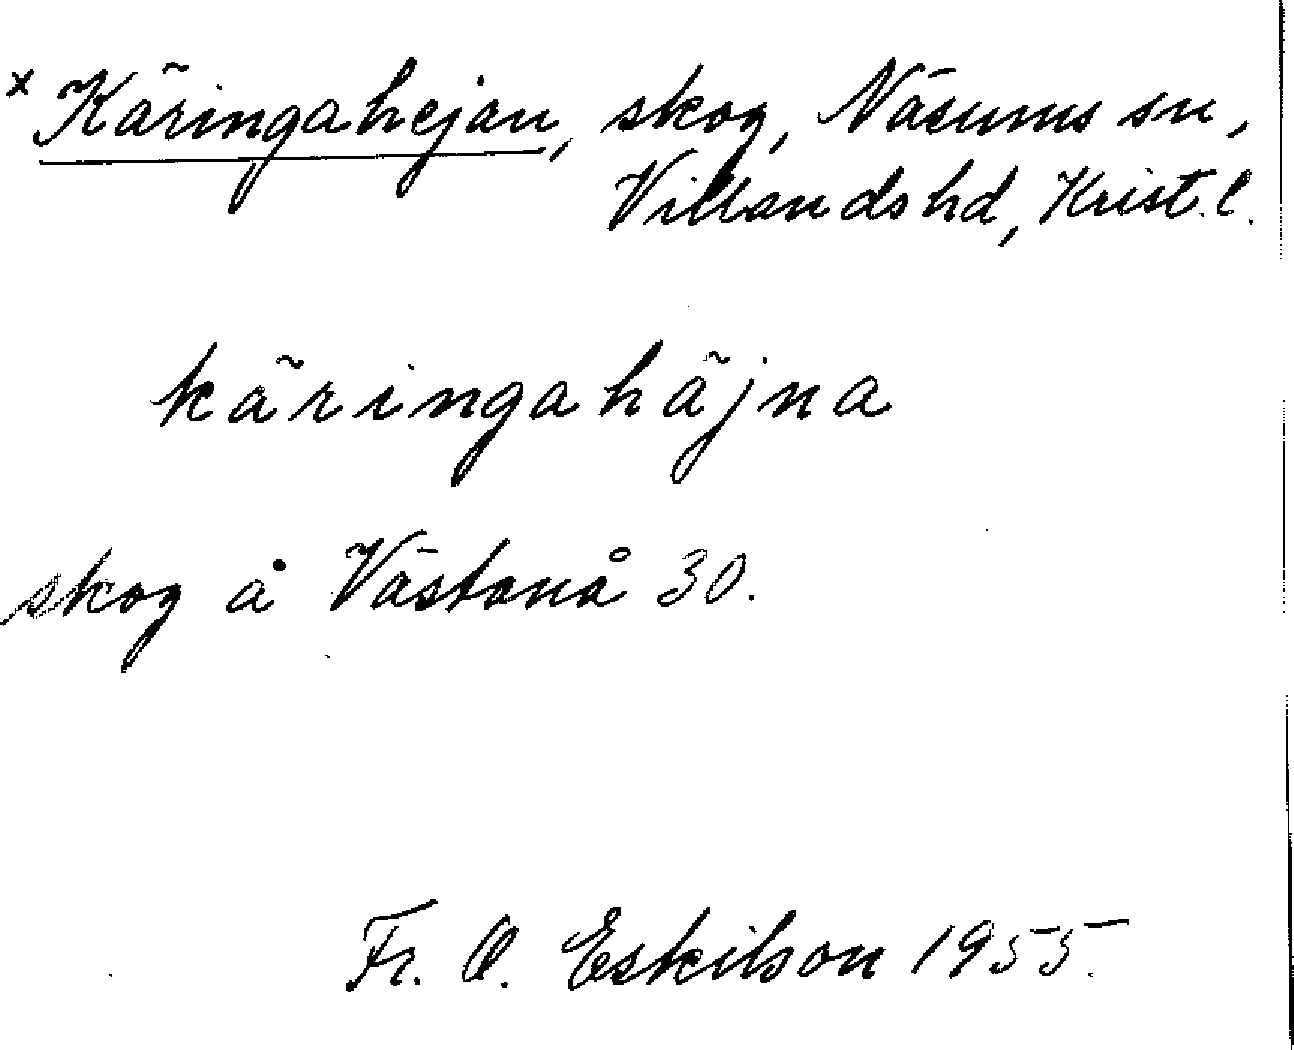 x Käringahejan, skog, Näsums sn,
Villands hd, Krist. l.
käringahäjna
skog å Västanå 30.
Fr. O. Eskilson 1955.